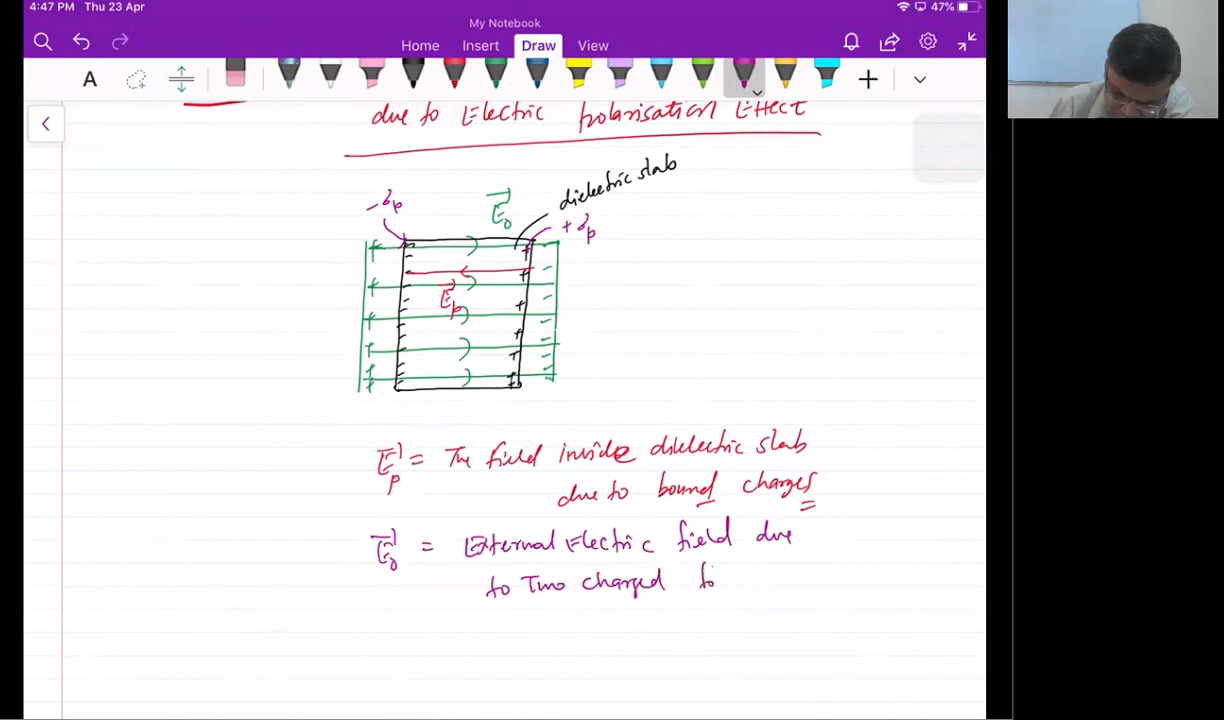 4:47 PM Thu 23 Apr
47%
My Notebook
Home Insert Draw View
A
due to Electric polarisation Effect
dielectric slab
-σp
E0
+σp
Ep
Ep = The field inside dielectric slab
due to bound charges
E0 = External Electric field due
to Two charged